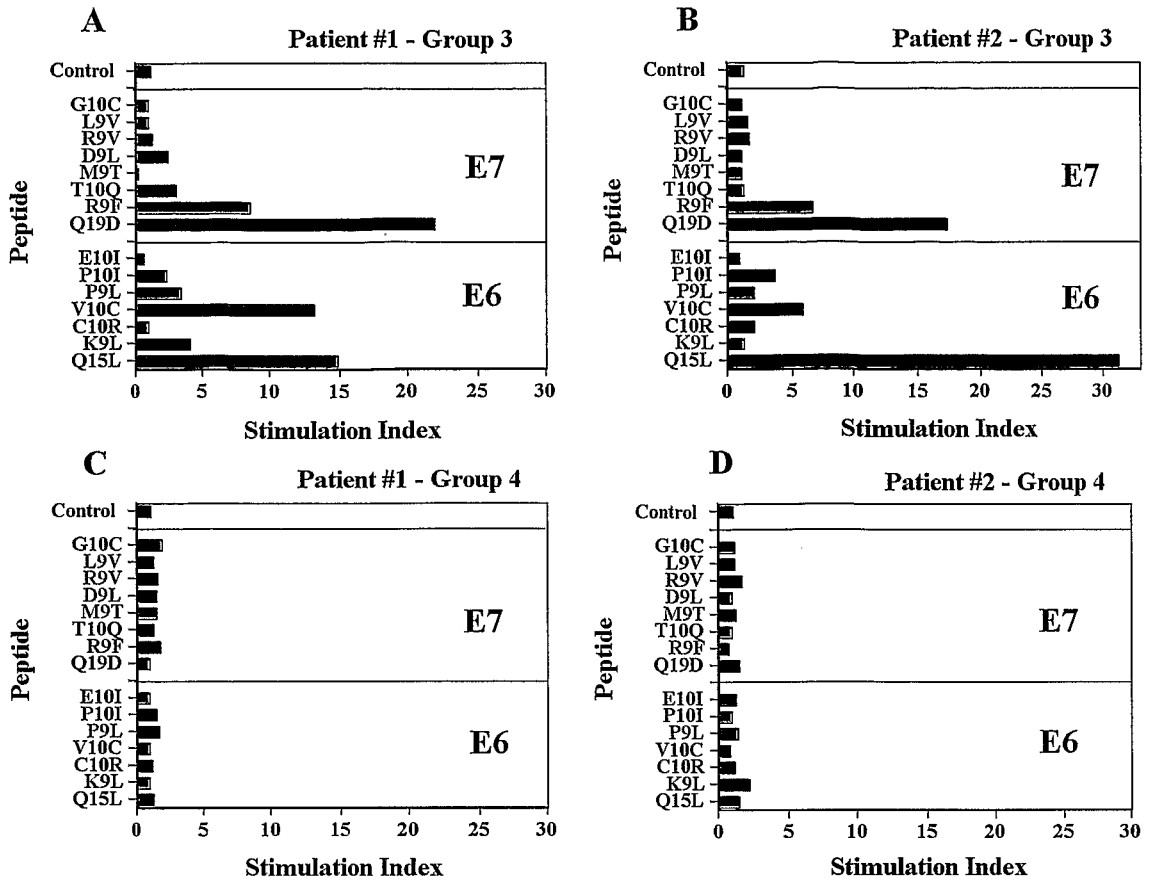 A
Patient #1 - Group 3
Control
G10C
L9V
R9V
D9L
M9T
T10Q
R9F
Q19D
E7
E10I
P10I
P9L
V10C
C10R
K9L
Q15L
E6
Peptide
0 5 10 15 20 25 30
Stimulation Index
B
Patient #2 - Group 3
Control
G10C
L9V
R9V
D9L
M9T
T10Q
R9F
Q19D
E7
E10I
P10I
P9L
V10C
C10R
K9L
Q15L
E6
Peptide
0 5 10 15 20 25 30
Stimulation Index
C
Patient #1 - Group 4
Control
G10C
L9V
R9V
D9L
M9T
T10Q
R9F
Q19D
E7
E10I
P10I
P9L
V10C
C10R
K9L
Q15L
E6
Peptide
0 5 10 15 20 25 30
Stimulation Index
D
Patient #2 - Group 4
Control
G10C
L9V
R9V
D9L
M9T
T10Q
R9F
Q19D
E7
E10I
P10I
P9L
V10C
C10R
K9L
Q15L
E6
Peptide
0 5 10 15 20 25 30
Stimulation Index